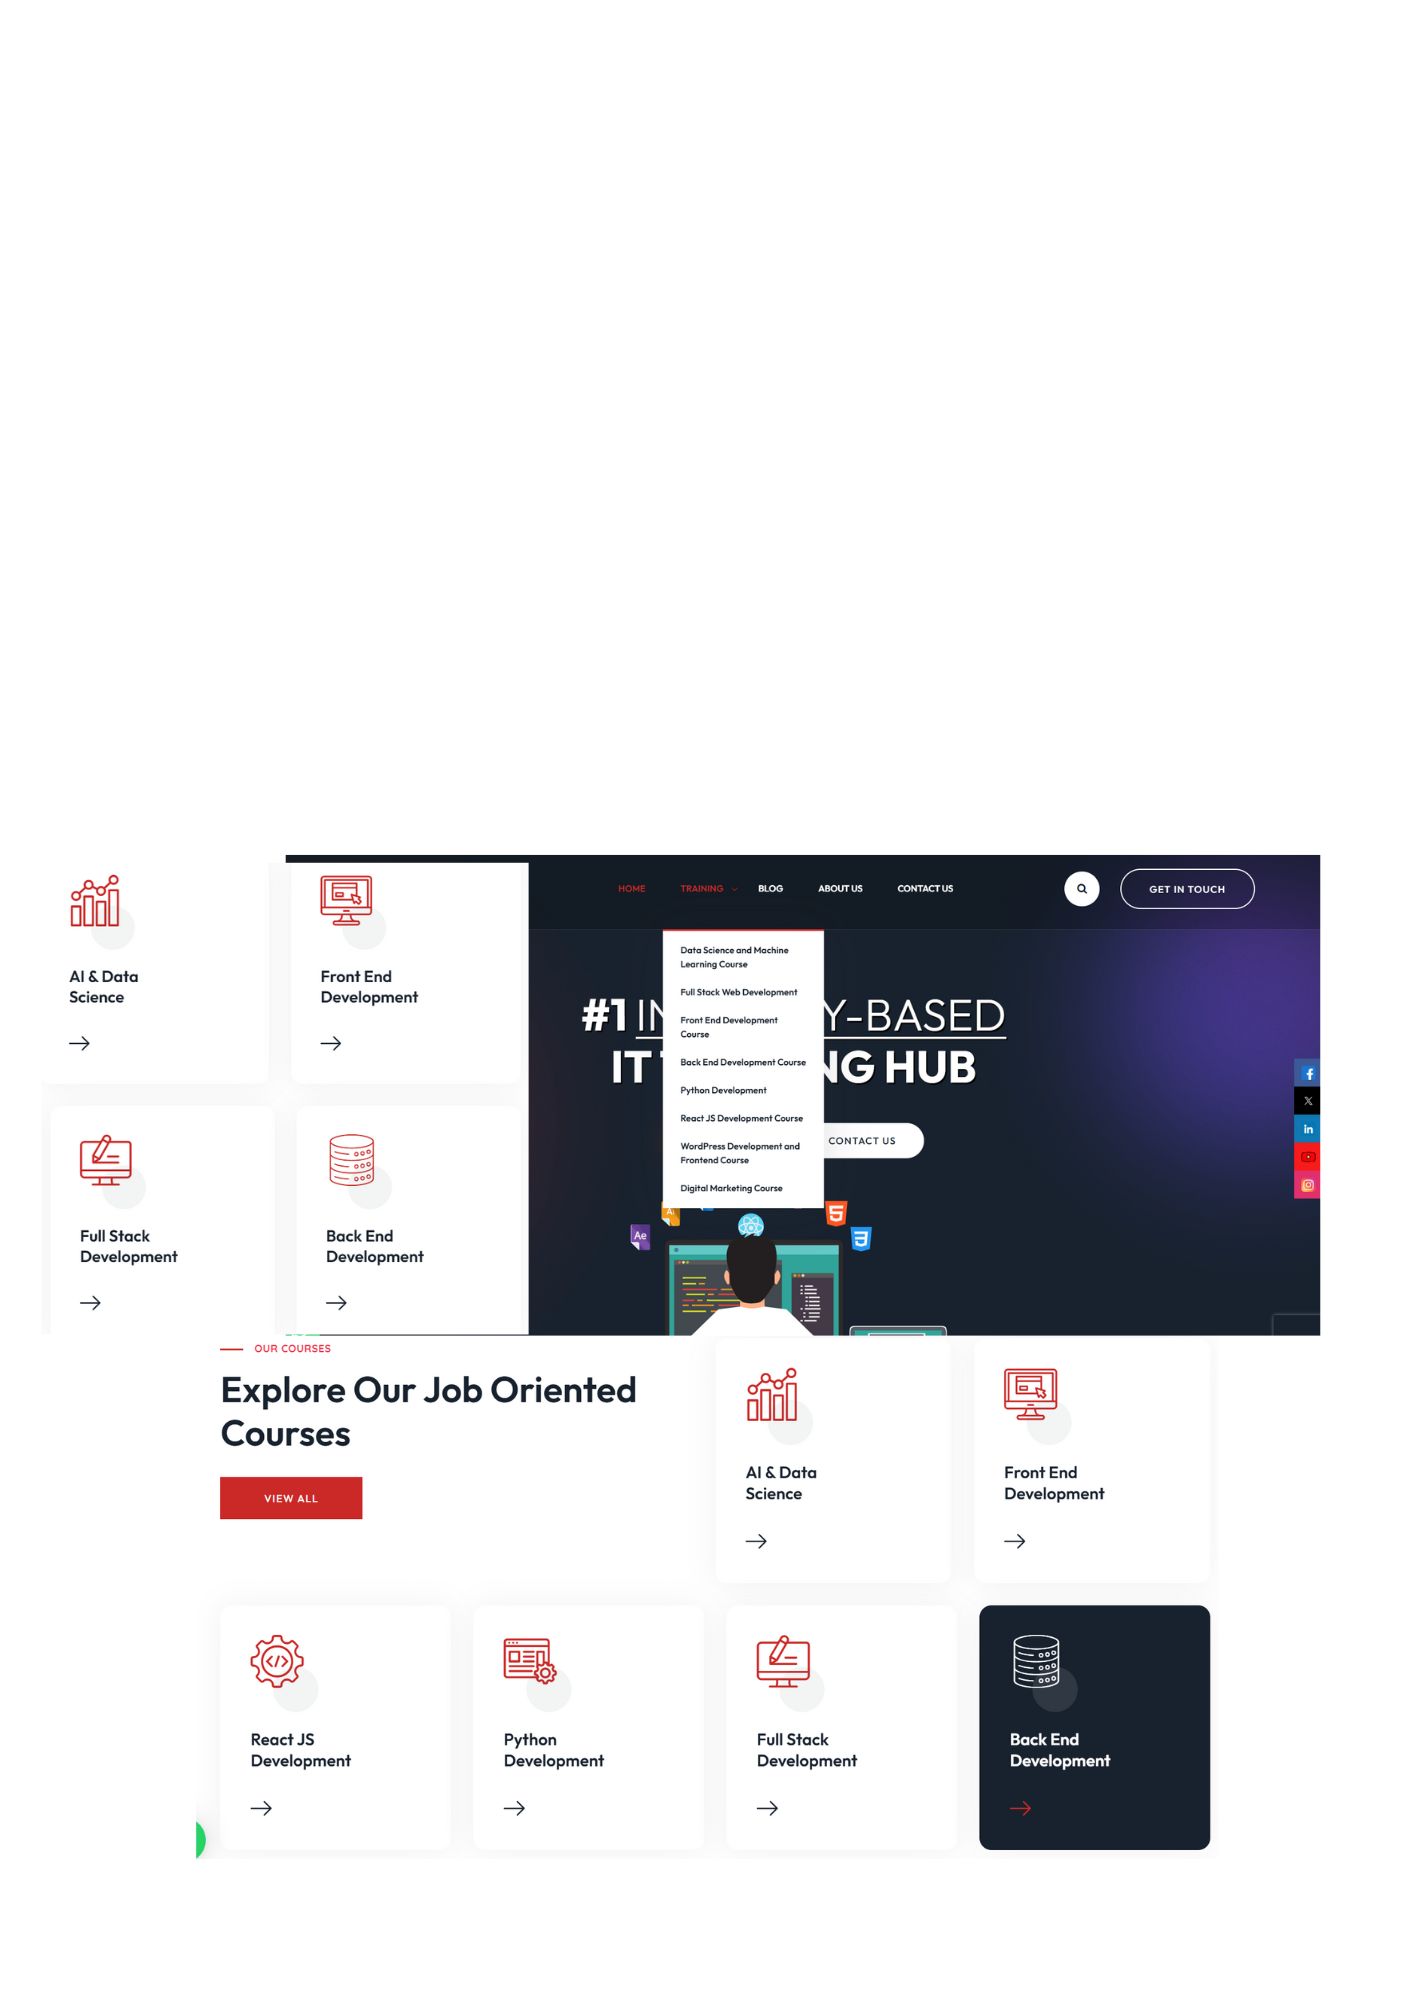 AI & Data
Science
Front End
Development
Full Stack
Development
Back End
Development
HOME
TRAINING
BLOG
ABOUT US
CONTACT US
GET IN TOUCH
Data Science and Machine
Learning Course
Full Stack Web Development
Front End Development
Course
Back End Development Course
Python Development
React JS Development Course
WordPress Development and
Frontend Course
Digital Marketing Course
#1
Y-BASED
IT
NG HUB
CONTACT US
Ai
Ae
5
3
f
X
in
OUR COURSES
Explore Our Job Oriented
Courses
VIEW ALL
AI & Data
Science
Front End
Development
React JS
Development
Python
Development
Full Stack
Development
Back End
Development